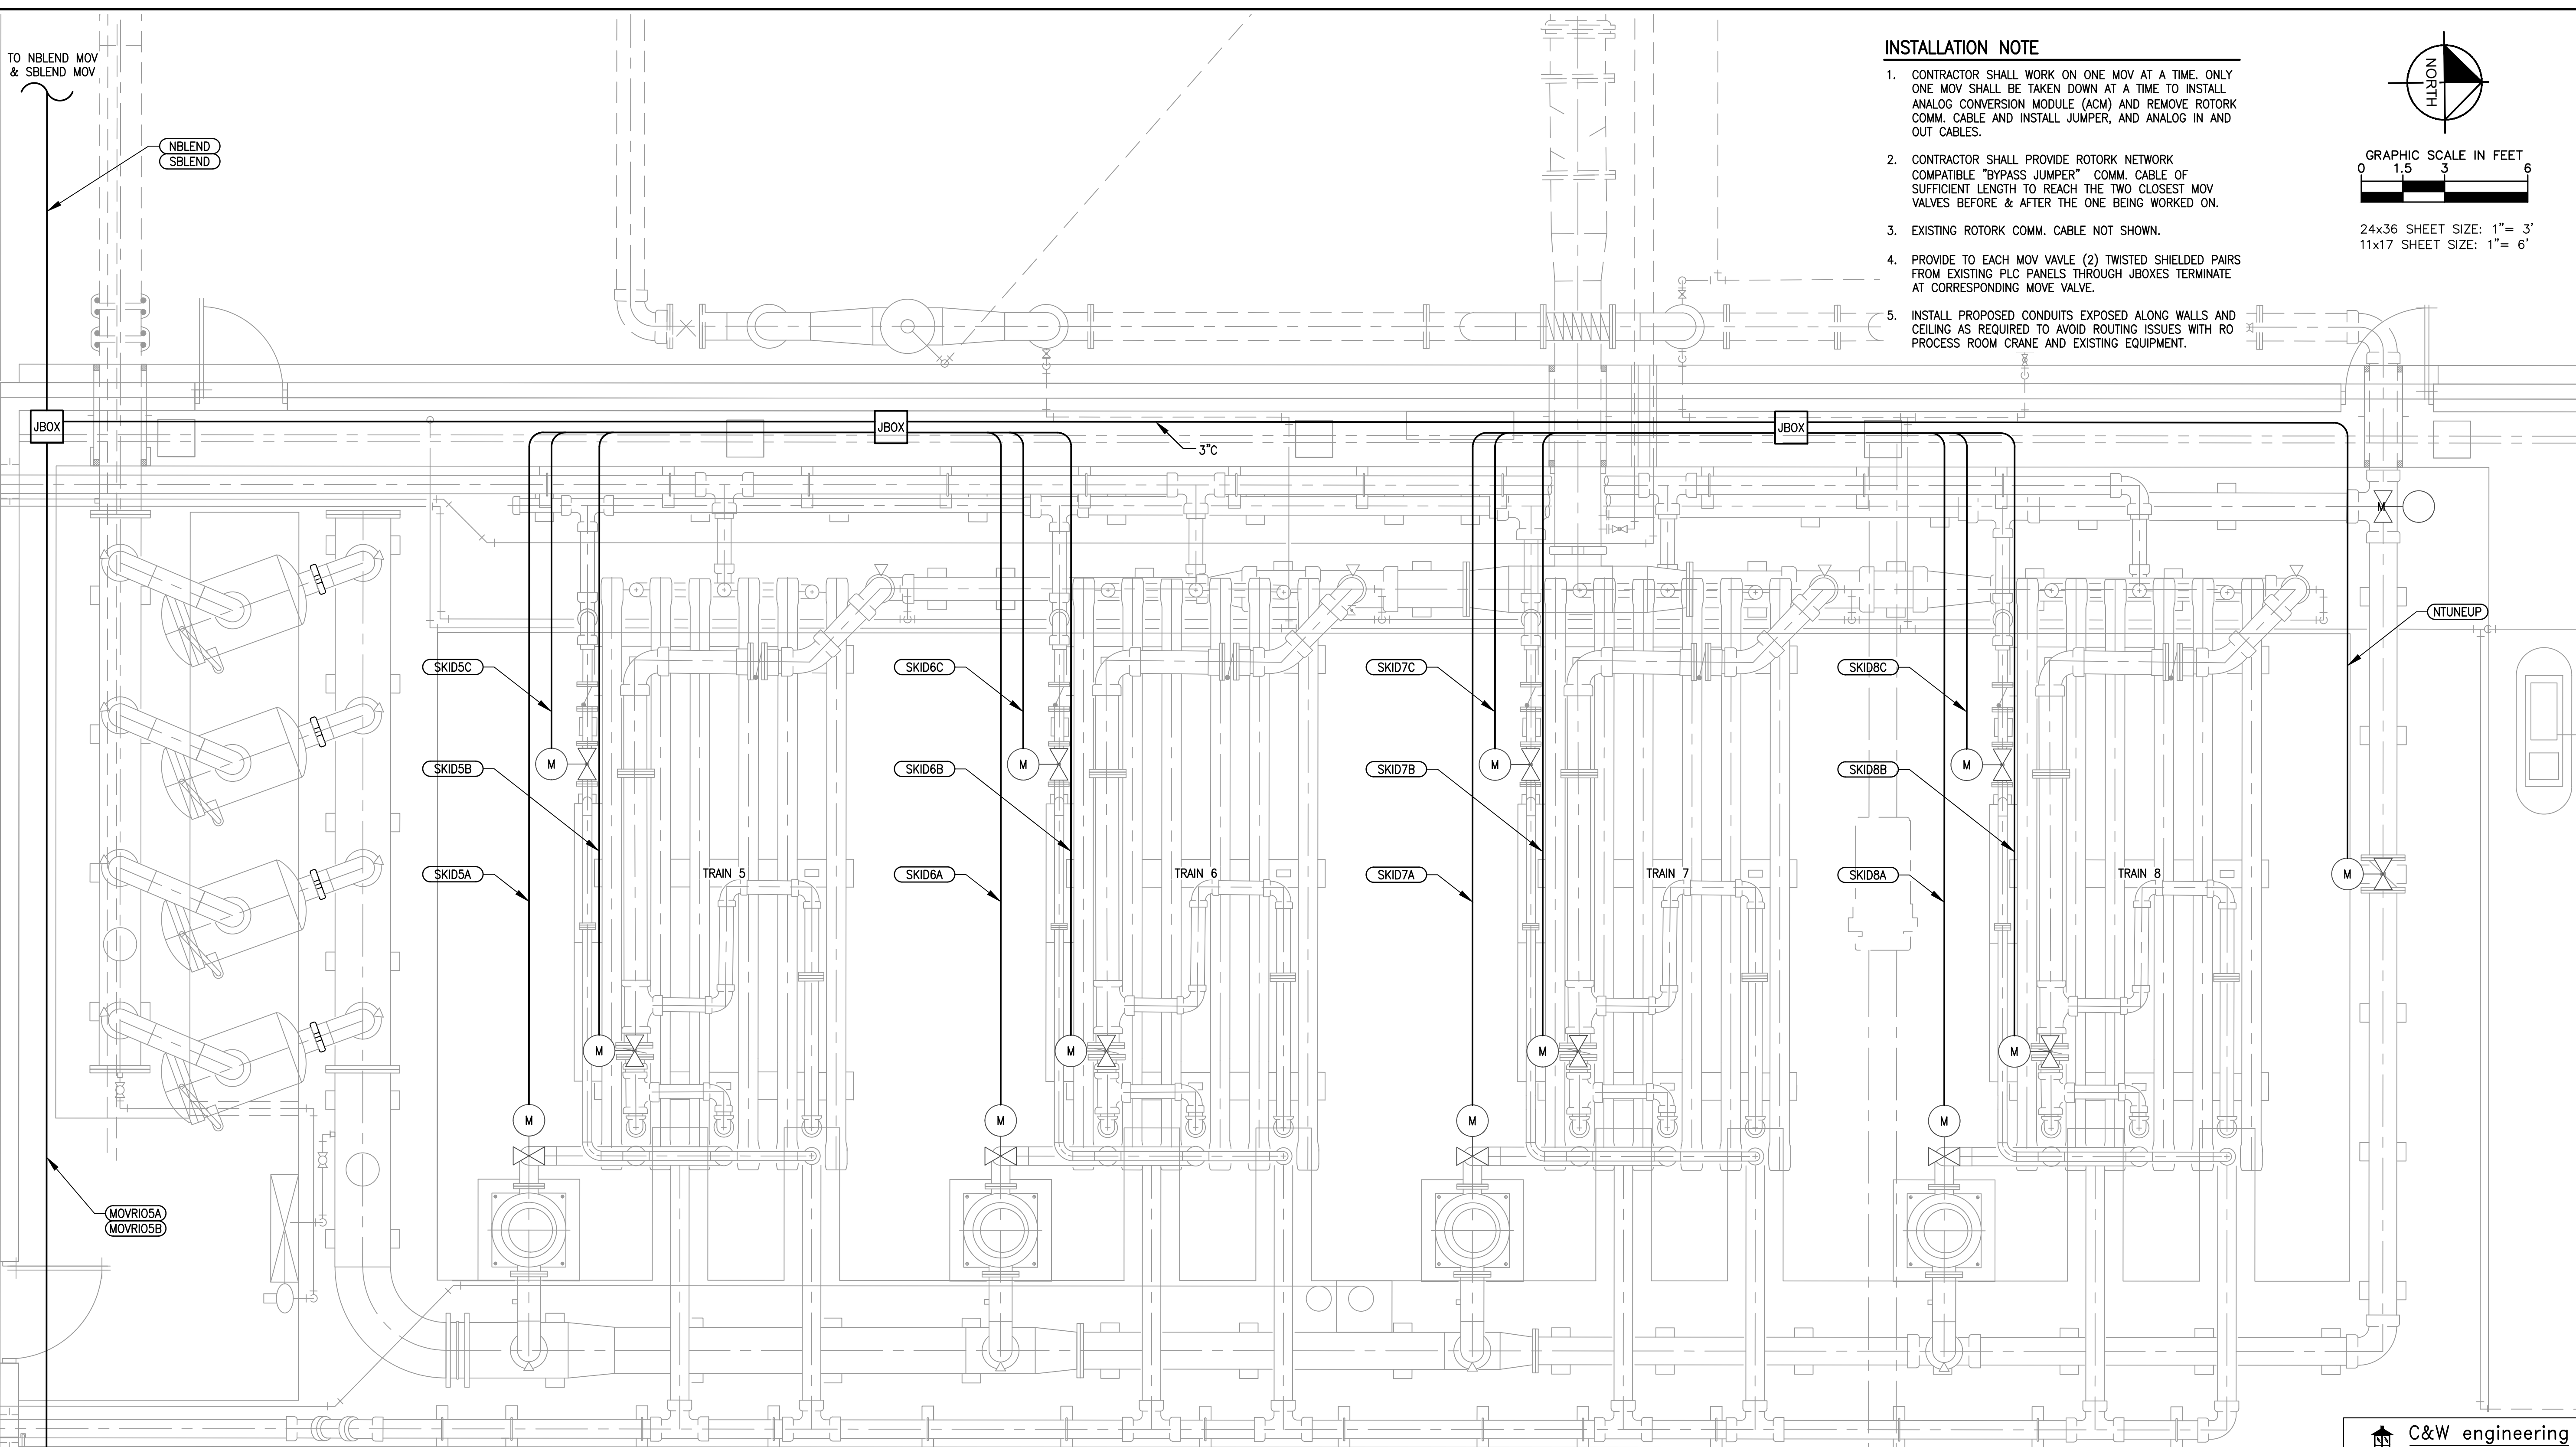 TO NBLEND MOV
& SBLEND MOV
NBLEND
SBLEND
INSTALLATION NOTE
1. CONTRACTOR SHALL WORK ON ONE MOV AT A TIME. ONLY
ONE MOV SHALL BE TAKEN DOWN AT A TIME TO INSTALL
ANALOG CONVERSION MODULE (ACM) AND REMOVE ROTORK
COMM. CABLE AND INSTALL JUMPER, AND ANALOG IN AND
OUT CABLES.
2. CONTRACTOR SHALL PROVIDE ROTORK NETWORK
COMPATIBLE "BYPASS JUMPER" COMM. CABLE OF
SUFFICIENT LENGTH TO REACH THE TWO CLOSEST MOV
VALVES BEFORE & AFTER THE ONE BEING WORKED ON.
3. EXISTING ROTORK COMM. CABLE NOT SHOWN.
4. PROVIDE TO EACH MOV VAVLE (2) TWISTED SHIELDED PAIRS
FROM EXISTING PLC PANELS THROUGH JBOXES TERMINATE
AT CORRESPONDING MOVE VALVE.
5. INSTALL PROPOSED CONDUITS EXPOSED ALONG WALLS AND
CEILING AS REQUIRED TO AVOID ROUTING ISSUES WITH RO
PROCESS ROOM CRANE AND EXISTING EQUIPMENT.
NORTH
GRAPHIC SCALE IN FEET
0 1.5 3 6
24x36 SHEET SIZE: 1"= 3'
11x17 SHEET SIZE: 1"= 6'
JBOX
JBOX
JBOX
3"C
M
NTUNEUP
SKID5C
SKID6C
SKID7C
SKID8C
M
M
M
M
SKID5B
SKID6B
SKID7B
SKID8B
SKID5A
TRAIN 5
SKID6A
TRAIN 6
SKID7A
TRAIN 7
SKID8A
TRAIN 8
M
M
M
M
M
M
M
M
M
MOVRIO5A
MOVRIO5B
C&W engineering